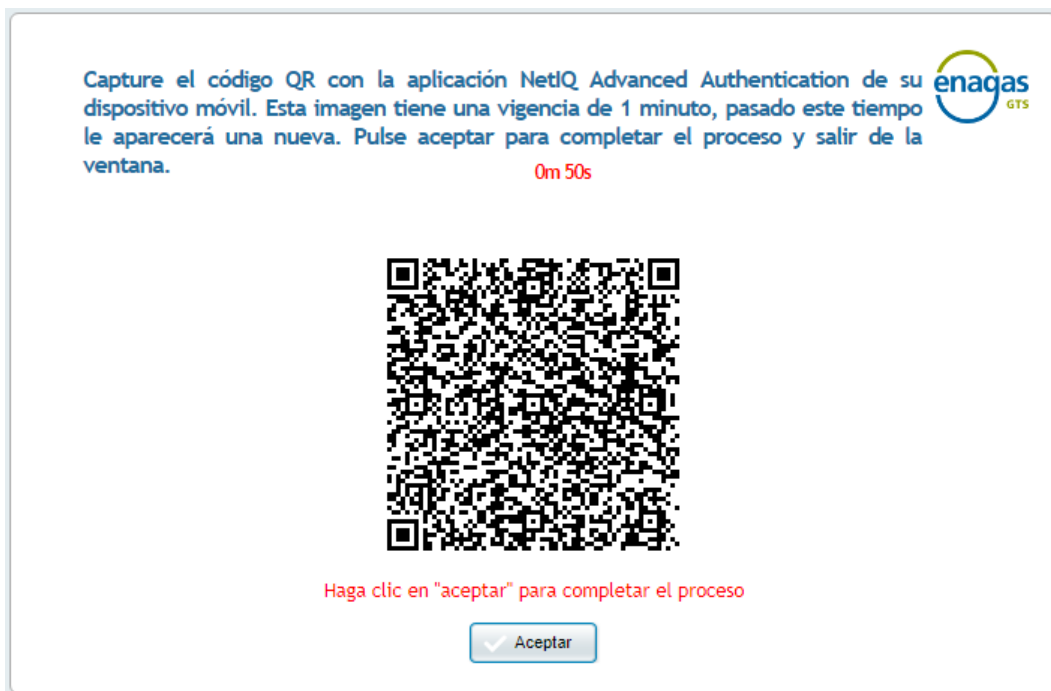 Capture el código QR con la aplicación NetIQ Advanced Authentication de su
dispositivo móvil. Esta imagen tiene una vigencia de 1 minuto, pasado este tiempo
le aparecerá una nueva. Pulse aceptar para completar el proceso y salir de la
ventana.
0m 50s
enagas
GTS
Haga clic en "aceptar" para completar el proceso
Aceptar